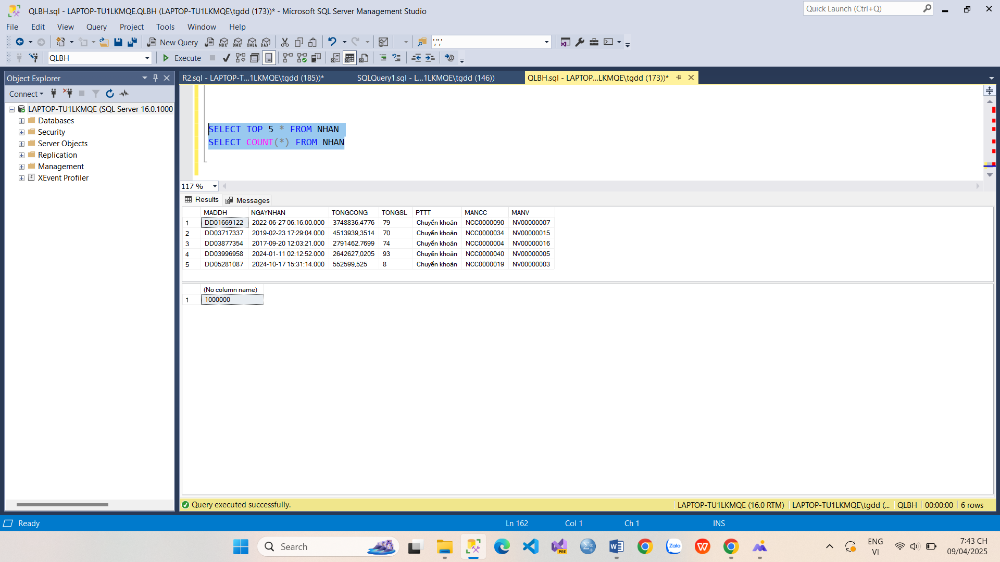 QLBH.sql - LAPTOP-TU1LKMQE.QLBH (LAPTOP-TU1LKMQE\tgdd (173))* - Microsoft SQL Server Management Studio
Quick Launch (Ctrl+Q)
File Edit View Query Project Tools Window Help
New Query MDX DMX XMLA DAX ',",'
QLBH Execute
Object Explorer
R2.sql - LAPTOP-T...1LKMQE\tgdd (185))* SQLQuery1.sql - L...1LKMQE\tgdd (146)) QLBH.sql - LAPTOP...LKMQE\tgdd (173))*
Connect
LAPTOP-TU1LKMQE (SQL Server 16.0.1000
Databases
Security
Server Objects
Replication
Management
XEvent Profiler
SELECT TOP 5 * FROM NHAN
SELECT COUNT(*) FROM NHAN
117 %
Results Messages
MADDH NGAYNHAN TONGCONG TONGSL PTTT MANCC MANV
1 DD01669122 2022-06-27 06:16:00.000 3748836,4776 79 Chuyển khoản NCC0000090 NV00000007
2 DD03717337 2019-02-23 17:29:04.000 4513939,3514 70 Chuyển khoản NCC0000034 NV00000015
3 DD03877354 2017-09-20 12:03:21.000 2791462,7699 74 Chuyển khoản NCC0000004 NV00000016
4 DD03996958 2024-01-11 02:12:52.000 2642627,0205 93 Chuyển khoản NCC0000040 NV00000005
5 DD05281087 2024-10-17 15:31:14.000 552599,525 8 Chuyển khoản NCC0000019 NV00000003
(No column name)
1 1000000
Query executed successfully. LAPTOP-TU1LKMQE (16.0 RTM) LAPTOP-TU1LKMQE\tgdd (... QLBH 00:00:00 6 rows
Ready Ln 162 Col 1 Ch 1 INS
Search PRE Zalo ENG 7:43 CH
VI 09/04/2025